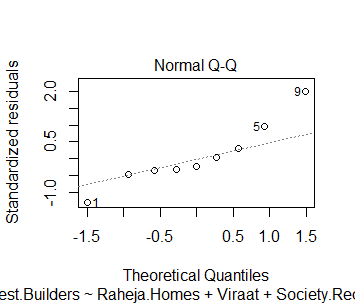 Normal Q-Q
Standardized residuals
2.0
0.5
-1.0
9
5
1
-1.5 -0.5 0.5 1.0 1.5
Theoretical Quantiles
est.Builders ~ Raheja.Homes + Viraat + Society.Rec